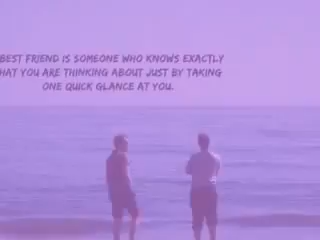 BEST FRIEND IS SOMEONE WHO KNOWS EXACTLY
HAT YOU ARE THINKING ABOUT JUST BY TAKING
ONE QUICK GLANCE AT YOU.